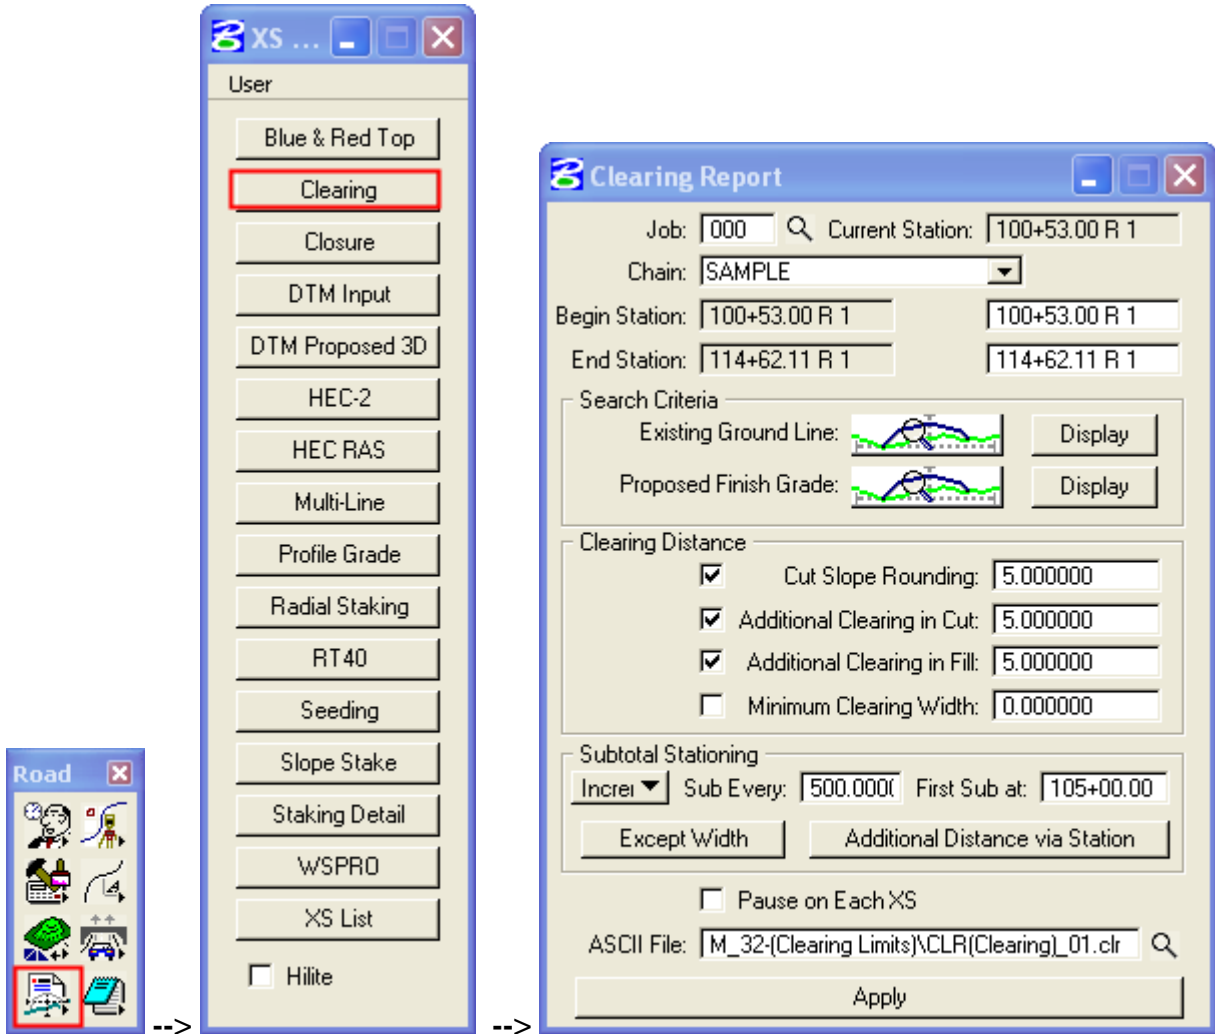 XS ...
User
Blue & Red Top
Clearing
Closure
DTM Input
DTM Proposed 3D
HEC-2
HEC RAS
Multi-Line
Profile Grade
Radial Staking
RT40
Seeding
Slope Stake
Staking Detail
WSPRO
XS List
Hilite
Road
-->
-->
Clearing Report
Job: 000 Current Station: 100+53.00 R 1
Chain: SAMPLE
Begin Station: 100+53.00 R 1 100+53.00 R 1
End Station: 114+62.11 R 1 114+62.11 R 1
Search Criteria
Existing Ground Line: Display
Proposed Finish Grade: Display
Clearing Distance
Cut Slope Rounding: 5.000000
Additional Clearing in Cut: 5.000000
Additional Clearing in Fill: 5.000000
Minimum Clearing Width: 0.000000
Subtotal Stationing
Increi Sub Every: 500.000( First Sub at: 105+00.00
Except Width Additional Distance via Station
Pause on Each XS
ASCII File: M_32-(Clearing Limits)\CLR(Clearing)_01.clr
Apply